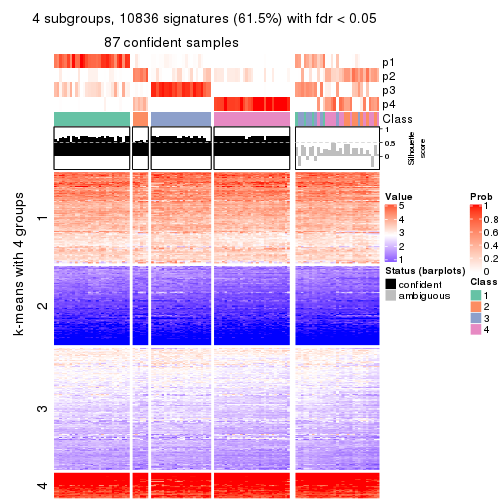 4 subgroups, 10836 signatures (61.5%) with fdr < 0.05
87 confident samples
p1
p2
p3
p4
Class
1
0.5
0
Silhouette
score
k-means with 4 groups
1
2
3
4
Value
5
4
3
2
1
Status (barplots)
confident
ambiguous
Prob
1
0.8
0.6
0.4
0.2
0
Class
1
2
3
4